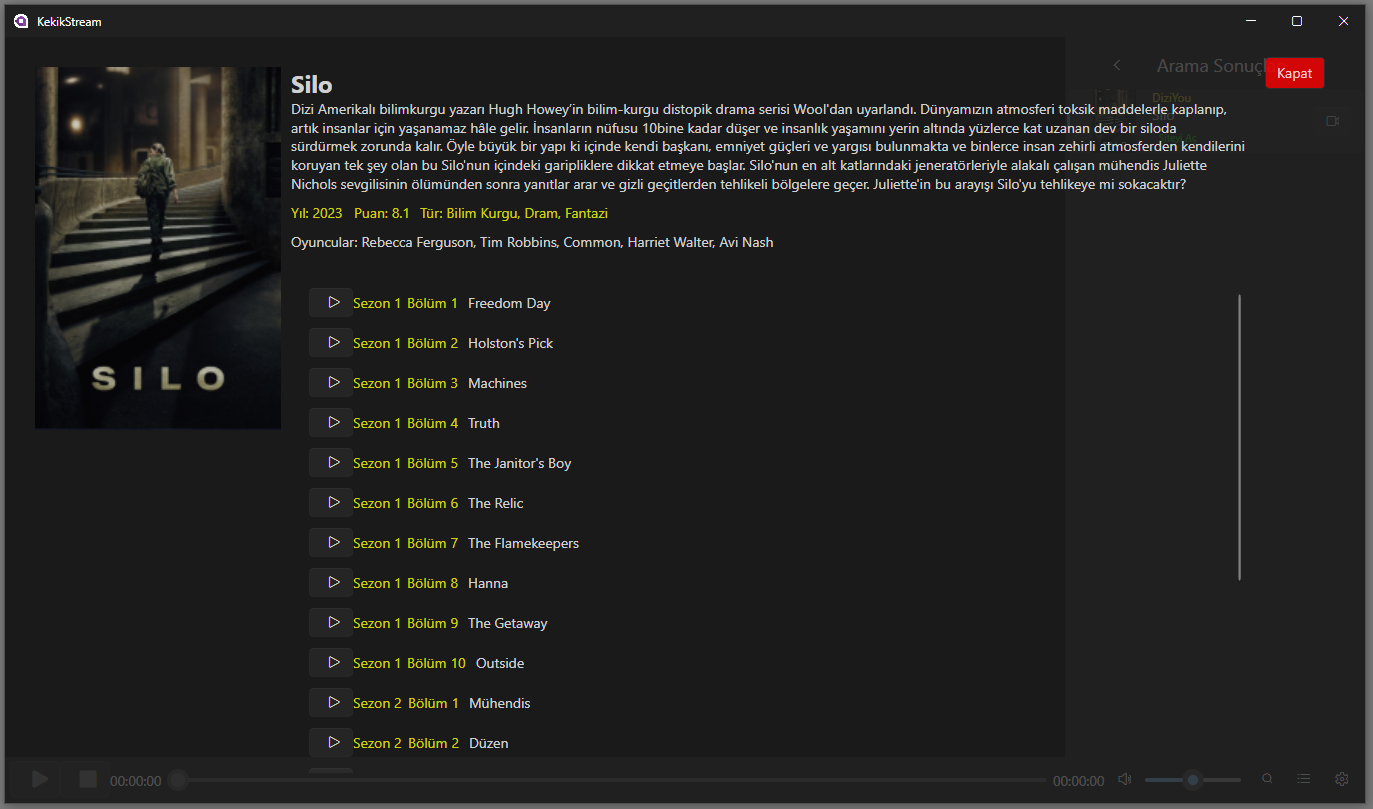 KekikStream
Arama Sonuçl
Kapat
DiziYou
Silo
Silo
Dizi Amerikalı bilimkurgu yazarı Hugh Howey’in bilim-kurgu distopik drama serisi Wool'dan uyarlandı. Dünyamızın atmosferi toksik maddelerle kaplanıp,
artık insanlar için yaşanamaz hâle gelir. İnsanların nüfusu 10bine kadar düşer ve insanlık yaşamını yerin altında yüzlerce kat uzanan dev bir siloda
sürdürmek zorunda kalır. Öyle büyük bir yapı ki içinde kendi başkanı, emniyet güçleri ve yargısı bulunmakta ve binlerce insan zehirli atmosferden kendilerini
koruyan tek şey olan bu Silo'nun içindeki garipliklere dikkat etmeye başlar. Silo'nun en alt katlarındaki jeneratörleriyle alakalı çalışan mühendis Juliette
Nichols sevgilisinin ölümünden sonra yanıtlar arar ve gizli geçitlerden tehlikeli bölgelere geçer. Juliette'in bu arayışı Silo'yu tehlikeye mi sokacaktır?
Yıl: 2023 Puan: 8.1 Tür: Bilim Kurgu, Dram, Fantazi
Oyuncular: Rebecca Ferguson, Tim Robbins, Common, Harriet Walter, Avi Nash
SILO
Sezon 1 Bölüm 1 Freedom Day
Sezon 1 Bölüm 2 Holston's Pick
Sezon 1 Bölüm 3 Machines
Sezon 1 Bölüm 4 Truth
Sezon 1 Bölüm 5 The Janitor's Boy
Sezon 1 Bölüm 6 The Relic
Sezon 1 Bölüm 7 The Flamekeepers
Sezon 1 Bölüm 8 Hanna
Sezon 1 Bölüm 9 The Getaway
Sezon 1 Bölüm 10 Outside
Sezon 2 Bölüm 1 Mühendis
Sezon 2 Bölüm 2 Düzen
00:00:00
00:00:00